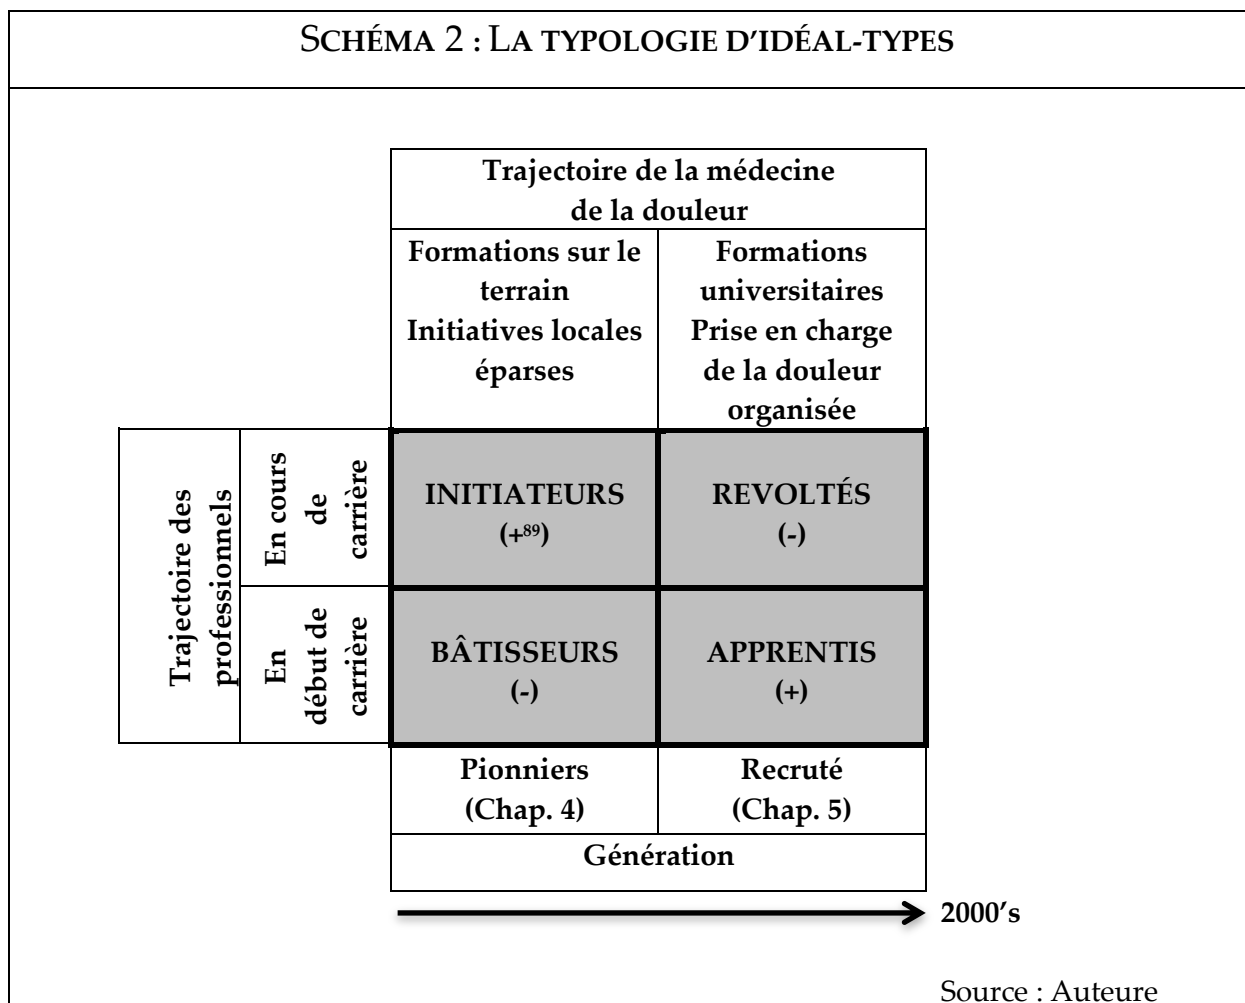 SCHÉMA 2 : LA TYPOLOGIE D'IDÉAL-TYPES
Trajectoire de la médecine
de la douleur
Formations sur le
terrain
Initiatives locales
éparses
Formations
universitaires
Prise en charge
de la douleur
organisée
Trajectoire des
professionnels
En cours
de
carrière
INITIATEURS
(+⁸⁹)
REVOLTÉS
(-)
En
début de
carrière
BÂTISSEURS
(-)
APPRENTIS
(+)
Pionniers
(Chap. 4)
Recruté
(Chap. 5)
Génération
2000's
Source : Auteure